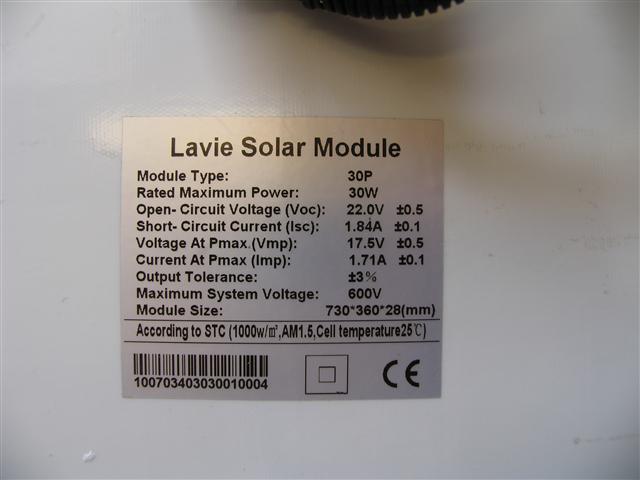 Lavie Solar Module
Module Type: 30P
Rated Maximum Power: 30W
Open- Circuit Voltage (Voc): 22.0V ±0.5
Short- Circuit Current (Isc): 1.84A ±0.1
Voltage At Pmax.(Vmp): 17.5V ±0.5
Current At Pmax (Imp): 1.71A ±0.1
Output Tolerance: ±3%
Maximum System Voltage: 600V
Module Size: 730*360*28(mm)
According to STC (1000w/㎡,AM1.5,Cell temperature25℃)
100703403030010004
CE